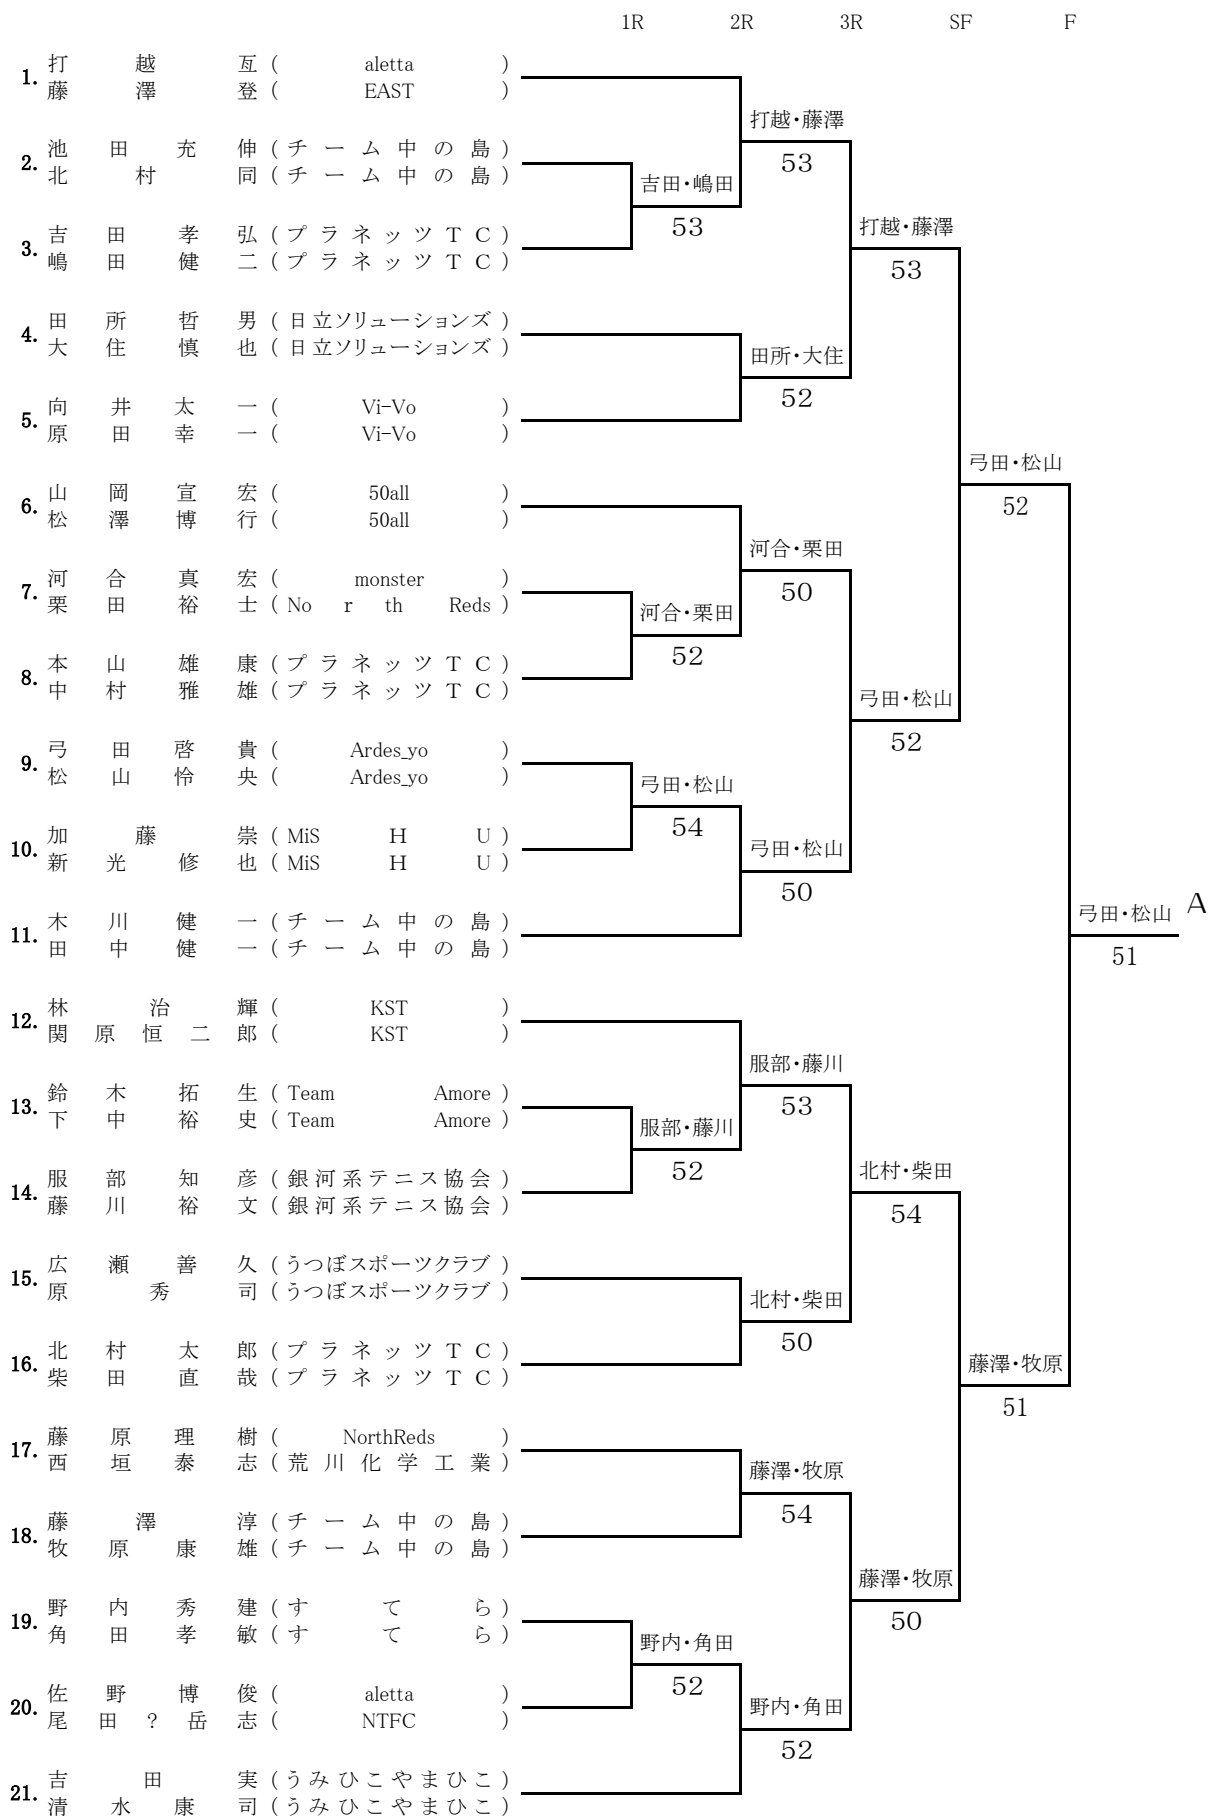 1R 2R 3R SF F
1. 打越亙 ( aletta )
藤澤登 ( EAST )
打越・藤澤
53
2. 池田充伸 ( チーム中の島 )
北村同 ( チーム中の島 )
吉田・嶋田
53
3. 吉田孝弘 ( プラネッツTC )
嶋田健二 ( プラネッツTC )
打越・藤澤
53
4. 田所哲男 ( 日立ソリューションズ )
大住慎也 ( 日立ソリューションズ )
田所・大住
52
5. 向井太一 ( Vi-Vo )
原田幸一 ( Vi-Vo )
弓田・松山
52
6. 山岡宣宏 ( 50all )
松澤博行 ( 50all )
河合・栗田
50
7. 河合真宏 ( monster )
栗田裕士 ( North Reds )
河合・栗田
52
8. 本山雄康 ( プラネッツTC )
中村雅雄 ( プラネッツTC )
弓田・松山
52
9. 弓田啓貴 ( Ardes_yo )
松山怜央 ( Ardes_yo )
弓田・松山
54
10. 加藤崇 ( MiS H U )
新光修也 ( MiS H U )
弓田・松山
50
11. 木川健一 ( チーム中の島 )
田中健一 ( チーム中の島 )
弓田・松山 A
51
12. 林治輝 ( KST )
関原恒二郎 ( KST )
服部・藤川
53
13. 鈴木拓生 ( Team Amore )
下中裕史 ( Team Amore )
服部・藤川
52
14. 服部知彦 ( 銀河系テニス協会 )
藤川裕文 ( 銀河系テニス協会 )
北村・柴田
54
15. 広瀬善久 ( うつぼスポーツクラブ )
原秀司 ( うつぼスポーツクラブ )
北村・柴田
50
16. 北村太郎 ( プラネッツTC )
柴田直哉 ( プラネッツTC )
藤澤・牧原
51
17. 藤原理樹 ( NorthReds )
西垣泰志 ( 荒川化学工業 )
藤澤・牧原
54
18. 藤澤淳 ( チーム中の島 )
牧原康雄 ( チーム中の島 )
藤澤・牧原
50
19. 野内秀建 ( すてら )
角田孝敏 ( すてら )
野内・角田
52
20. 佐野博俊 ( aletta )
尾田?岳志 ( NTFC )
野内・角田
52
21. 吉田実 ( うみひこやまひこ )
清水康司 ( うみひこやまひこ )